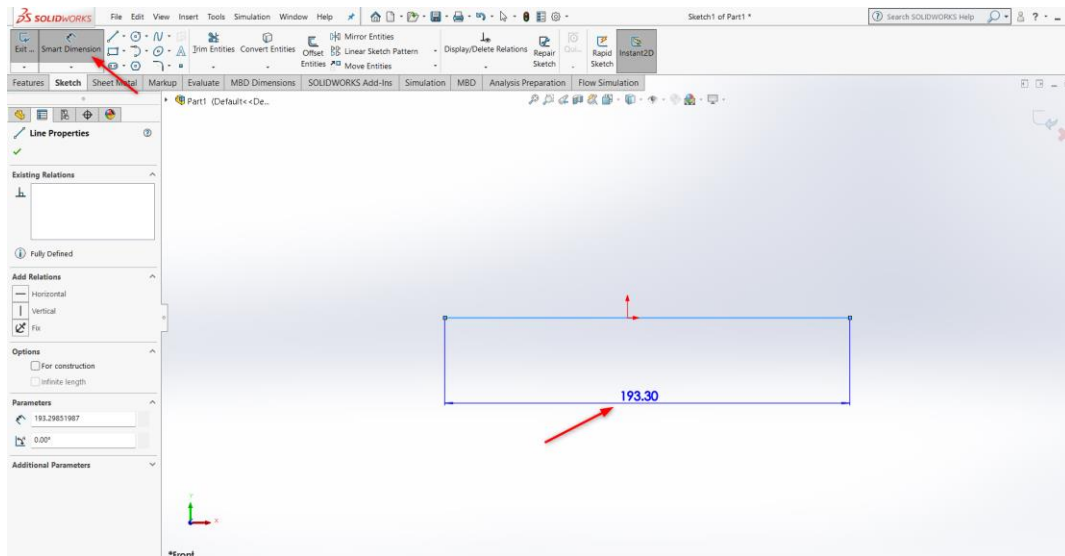 SOLIDWORKS File Edit View Insert Tools Simulation Window Help Sketch1 of Part1 * Search SOLIDWORKS Help
Exit ... Smart Dimension Trim Entities Convert Entities Offset Entities Mirror Entities Linear Sketch Pattern Move Entities Display/Delete Relations Repair Sketch Quic... Rapid Sketch Instant2D
Features Sketch Sheet Metal Markup Evaluate MBD Dimensions SOLIDWORKS Add-Ins Simulation MBD Analysis Preparation Flow Simulation
Part1 (Default<<De...
Line Properties
Existing Relations
Fully Defined
Add Relations
Horizontal
Vertical
Fix
Options
For construction
Infinite length
Parameters
193.29851987
0.00°
Additional Parameters
193.30
Y
X
*Front